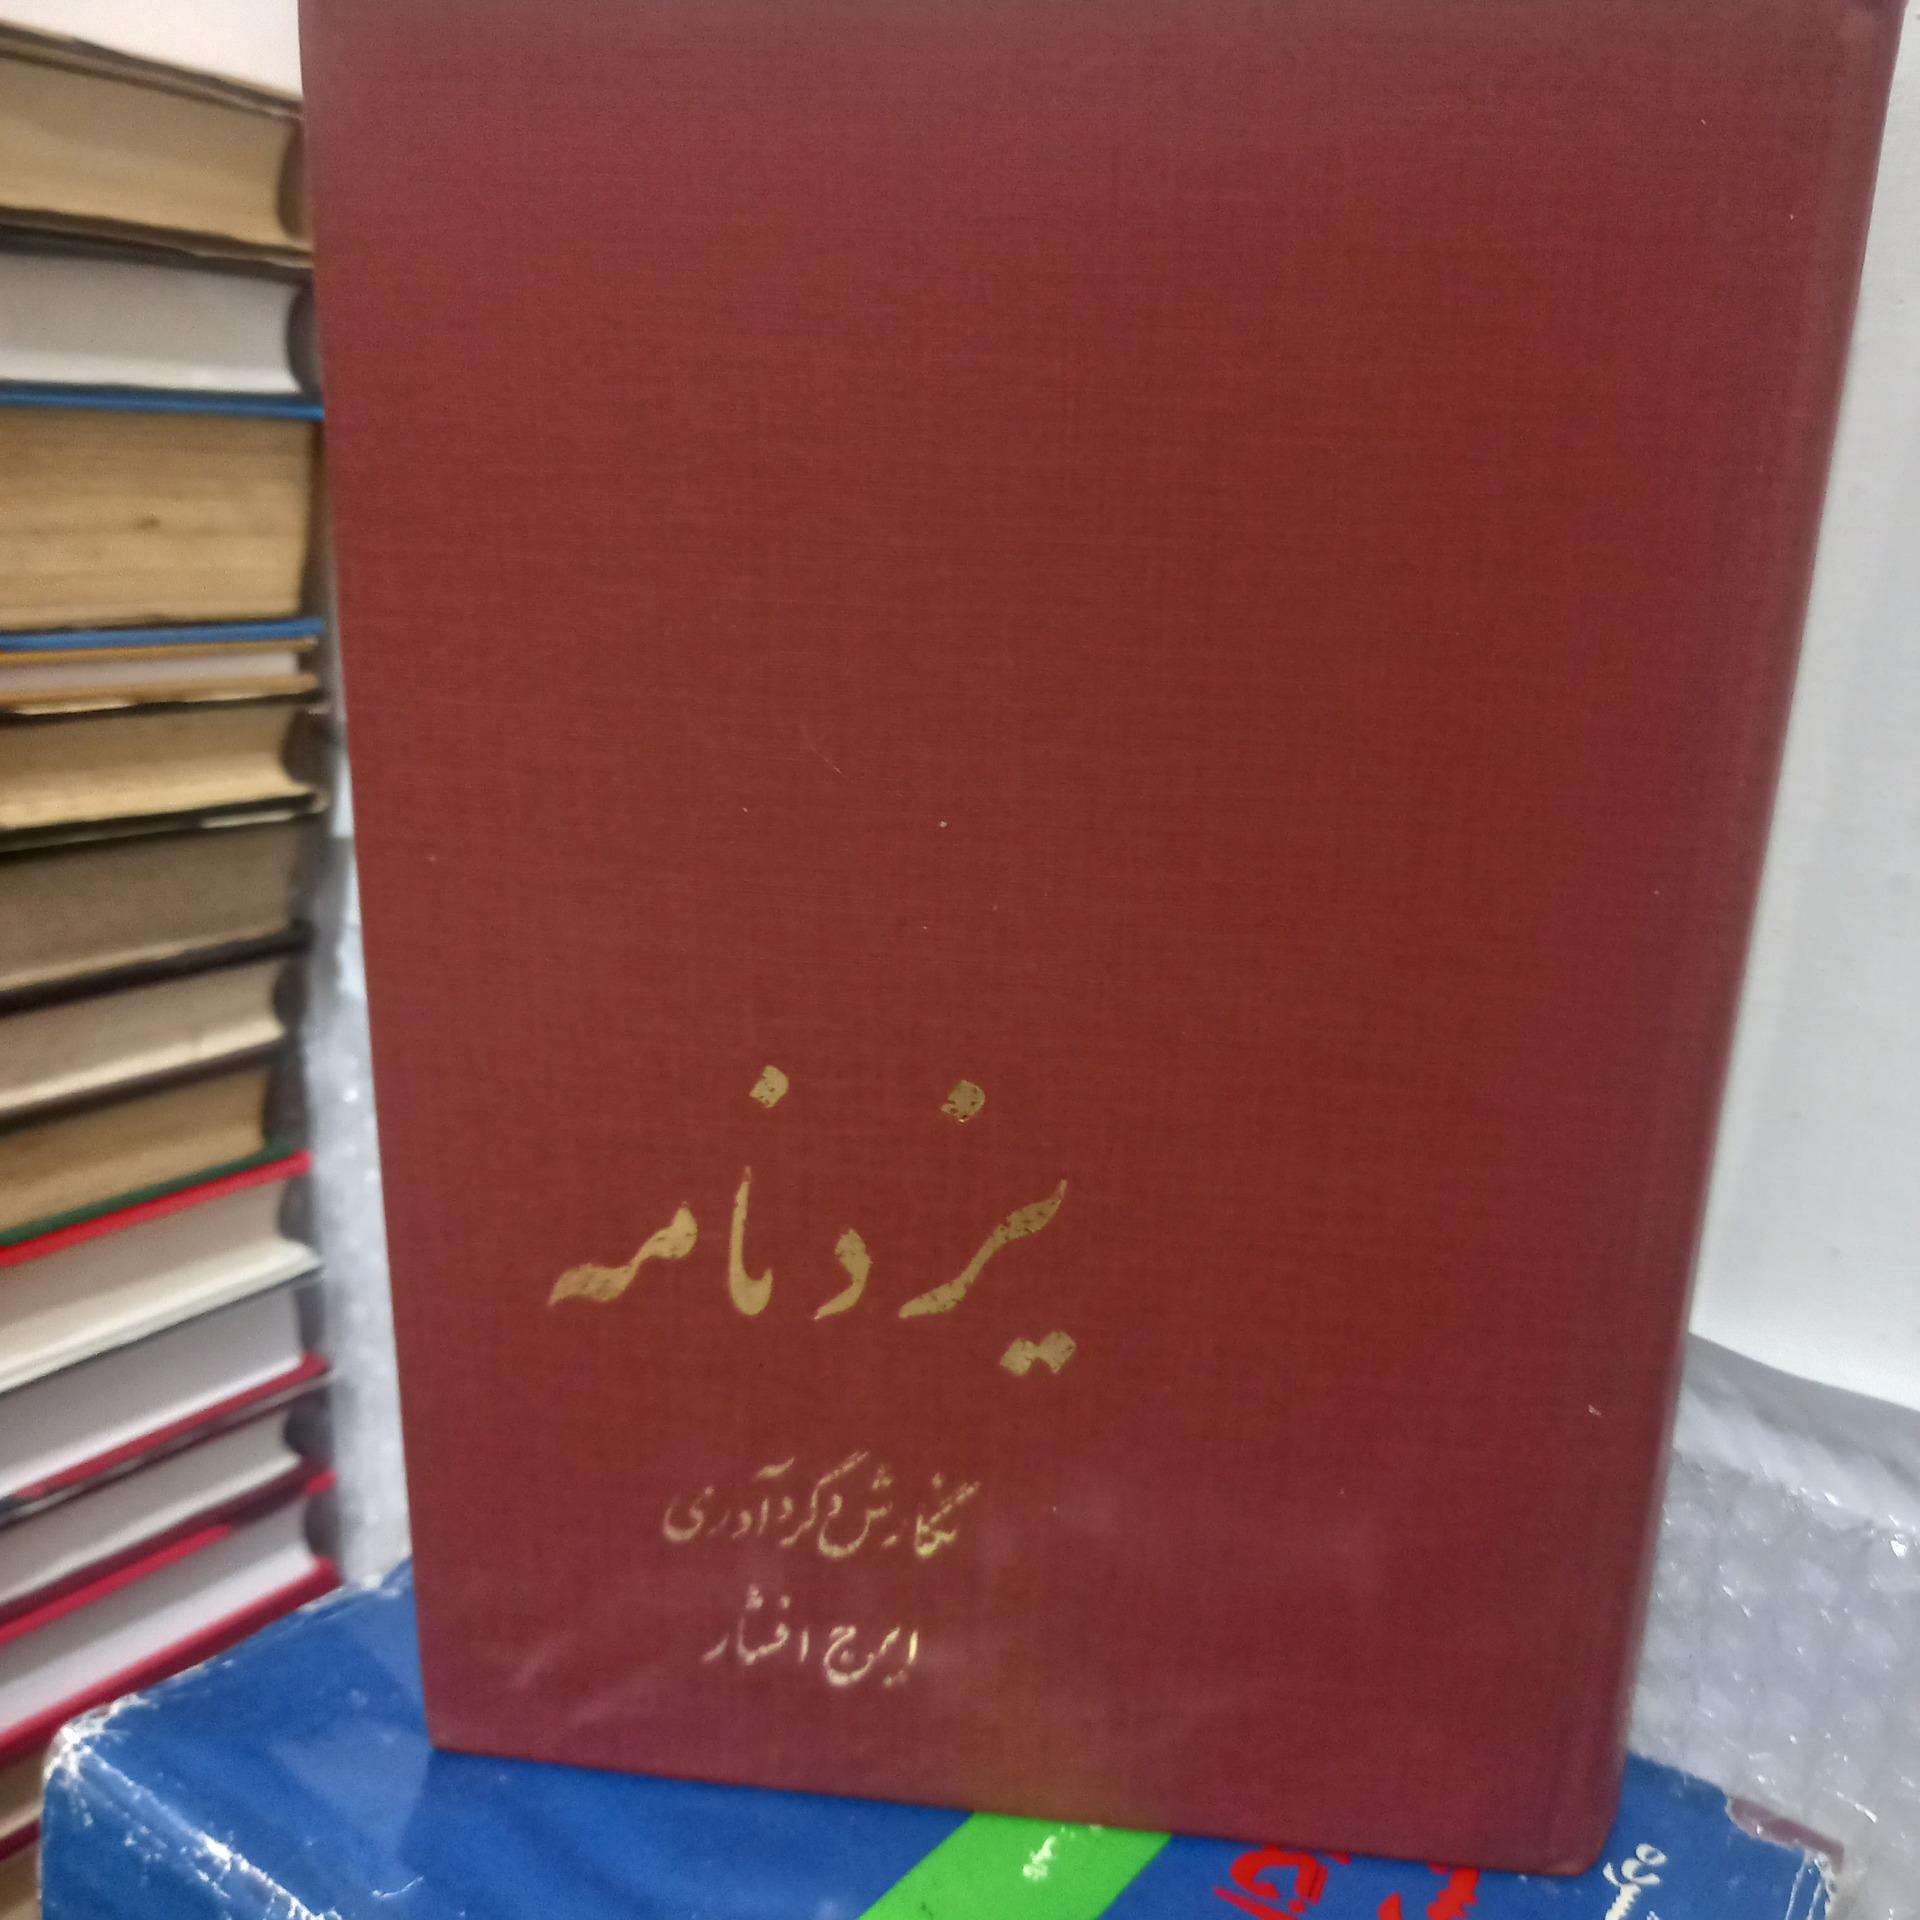 یزدنامه
نگارش و گردآوری
ایرج افشار